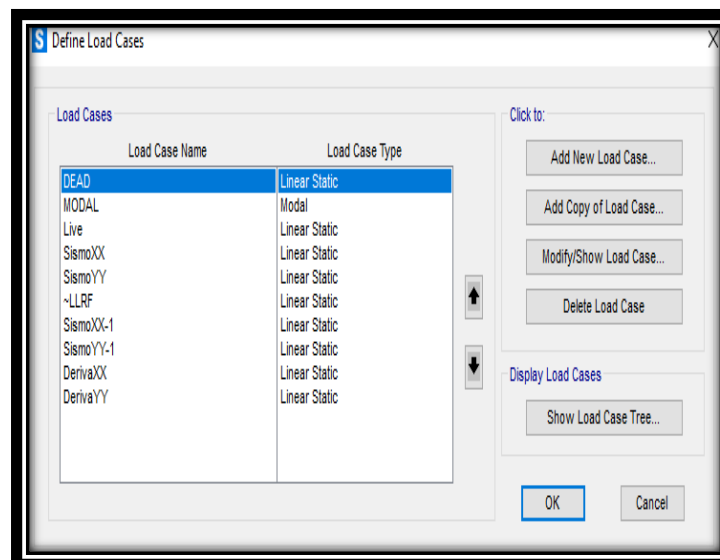 S Define Load Cases X
Load Cases
Load Case Name Load Case Type
DEAD Linear Static
MODAL Modal
Live Linear Static
SismoXX Linear Static
SismoYY Linear Static
~LLRF Linear Static
SismoXX-1 Linear Static
SismoYY-1 Linear Static
DerivaXX Linear Static
DerivaYY Linear Static
Click to:
Add New Load Case...
Add Copy of Load Case...
Modify/Show Load Case...
Delete Load Case
Display Load Cases
Show Load Case Tree...
OK Cancel